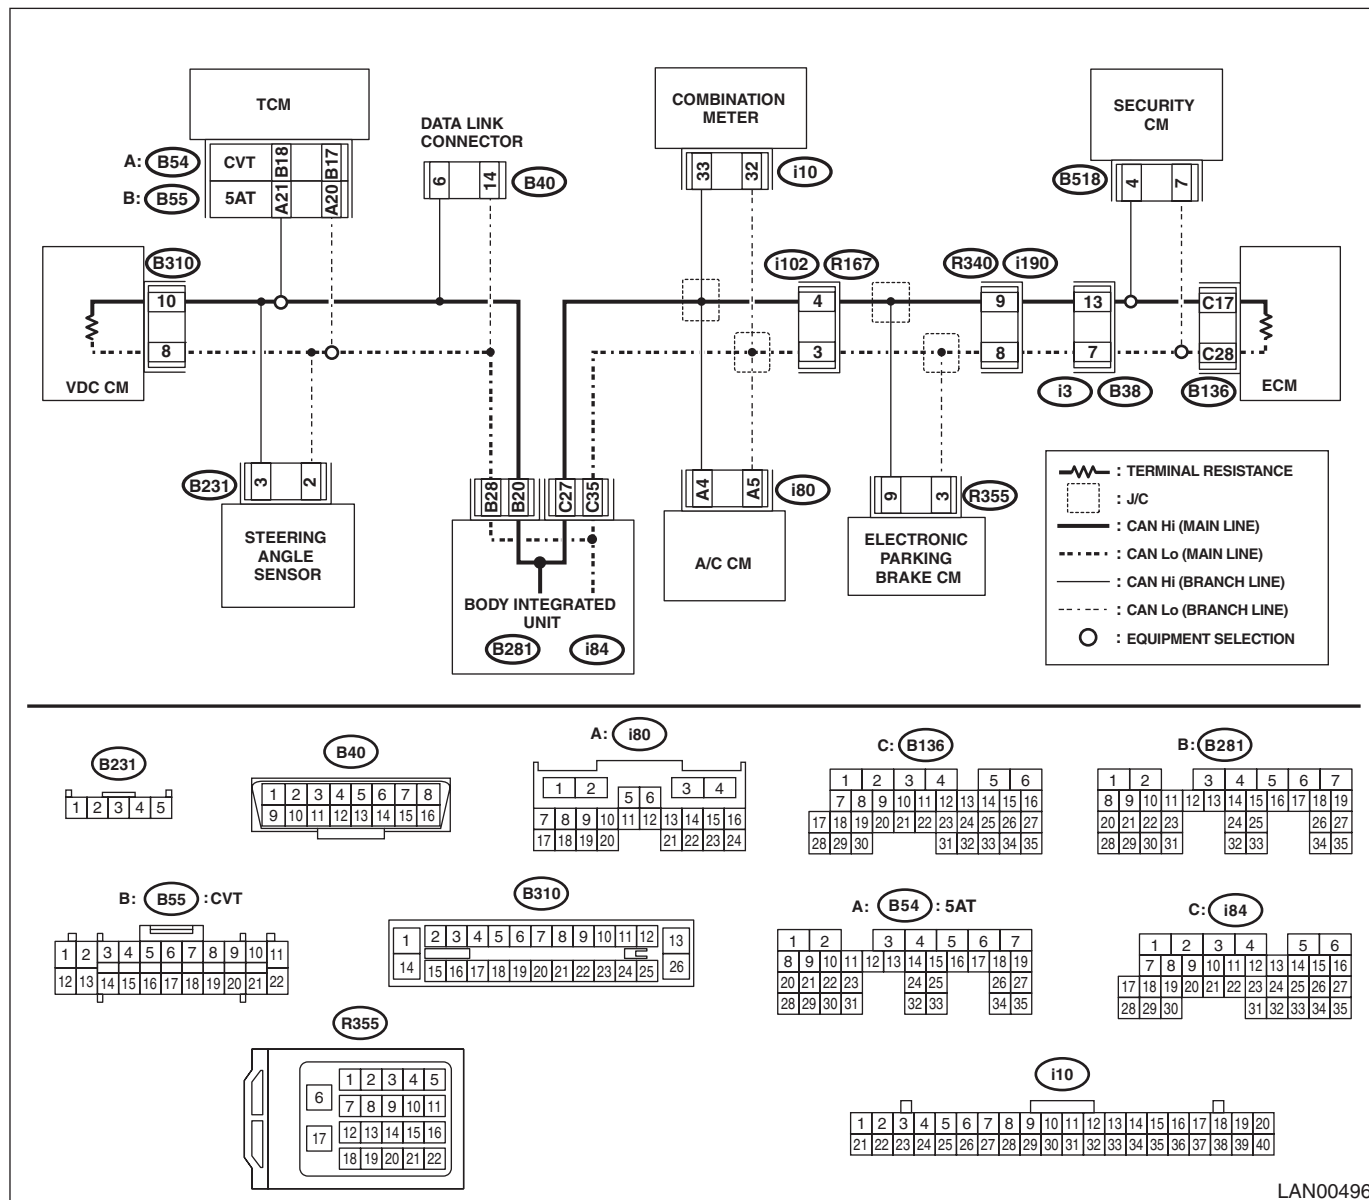 TCM
A: B54 CVT B18 B17
B: B55 5AT A21 A20
DATA LINK
CONNECTOR
6 14 B40
COMBINATION
METER
33 32 i10
SECURITY
CM
B518 4 7
B310
10
8
VDC CM
i102 R167
4
3
R340 i190
9
8
13
7
i3 B38
C17
C28
B136
ECM
B231 3 2
STEERING
ANGLE
SENSOR
B28 B20 C27 C35
BODY INTEGRATED
UNIT
B281 i84
A4 A5 i80
A/C CM
9 3 R355
ELECTRONIC
PARKING
BRAKE CM
: TERMINAL RESISTANCE
: J/C
: CAN Hi (MAIN LINE)
: CAN Lo (MAIN LINE)
: CAN Hi (BRANCH LINE)
: CAN Lo (BRANCH LINE)
: EQUIPMENT SELECTION
B231
1 2 3 4 5
B40
1 2 3 4 5 6 7 8
9 10 11 12 13 14 15 16
A: i80
1 2 3 4
5 6
7 8 9 10 11 12 13 14 15 16
17 18 19 20 21 22 23 24
C: B136
1 2 3 4 5 6
7 8 9 10 11 12 13 14 15 16
17 18 19 20 21 22 23 24 25 26 27
28 29 30 31 32 33 34 35
B: B281
1 2 3 4 5 6 7
8 9 10 11 12 13 14 15 16 17 18 19
20 21 22 23 24 25 26 27
28 29 30 31 32 33 34 35
B: B55 :CVT
1 2 3 4 5 6 7 8 9 10 11
12 13 14 15 16 17 18 19 20 21 22
B310
1 2 3 4 5 6 7 8 9 10 11 12 13
14 15 16 17 18 19 20 21 22 23 24 25 26
A: B54 : 5AT
1 2 3 4 5 6 7
8 9 10 11 12 13 14 15 16 17 18 19
20 21 22 23 24 25 26 27
28 29 30 31 32 33 34 35
C: i84
1 2 3 4 5 6
7 8 9 10 11 12 13 14 15 16
17 18 19 20 21 22 23 24 25 26 27
28 29 30 31 32 33 34 35
R355
1 2 3 4 5
6
7 8 9 10 11
12 13 14 15 16
17
18 19 20 21 22
i10
1 2 3 4 5 6 7 8 9 10 11 12 13 14 15 16 17 18 19 20
21 22 23 24 25 26 27 28 29 30 31 32 33 34 35 36 37 38 39 40
LAN00496